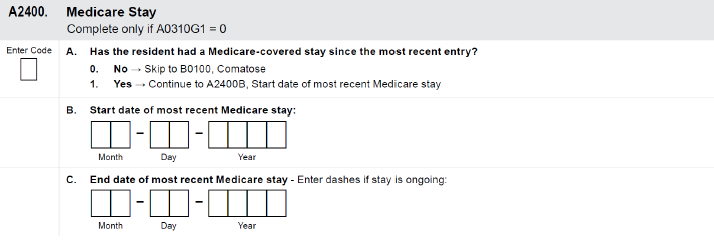 A2400. Medicare Stay
Complete only if A0310G1 = 0
Enter Code
A. Has the resident had a Medicare-covered stay since the most recent entry?
0. No → Skip to B0100, Comatose
1. Yes → Continue to A2400B, Start date of most recent Medicare stay
B. Start date of most recent Medicare stay:
– –
Month Day Year
C. End date of most recent Medicare stay - Enter dashes if stay is ongoing:
– –
Month Day Year